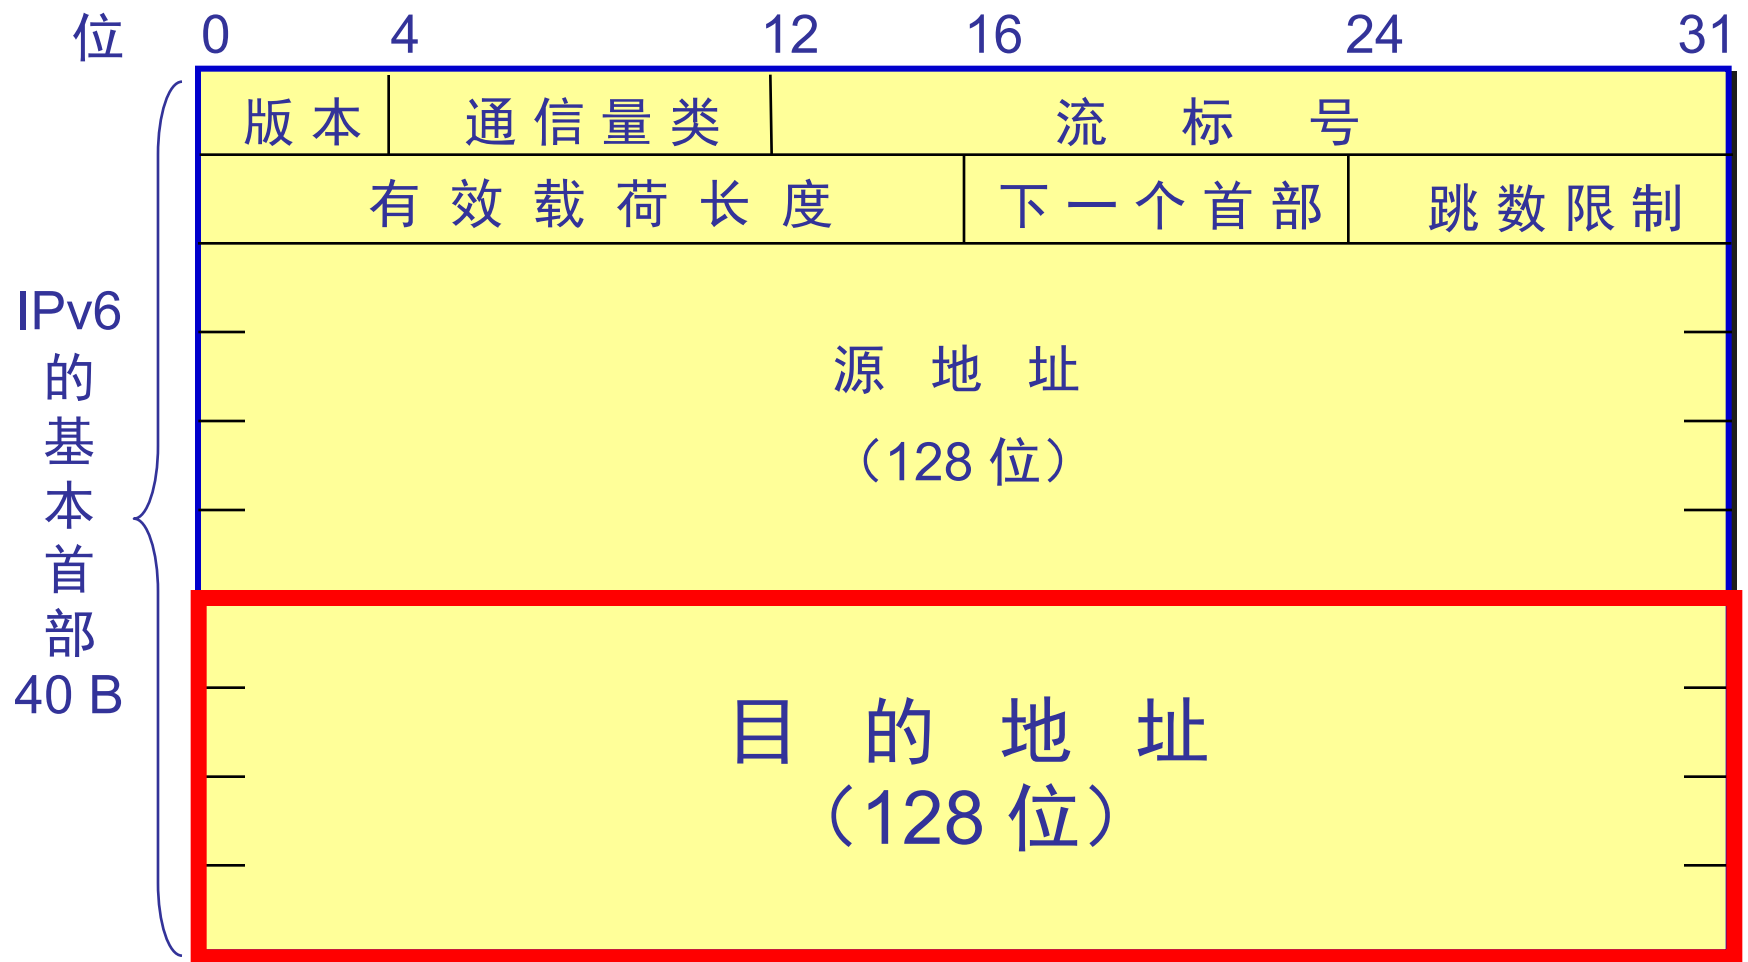 位 0 4 12 16 24 31
版本 通信量类 流标号
有效载荷长度 下一个首部 跳数限制
源地址
（128 位）
IPv6
的
基
本
首
部
40 B
目的地址
（128 位）